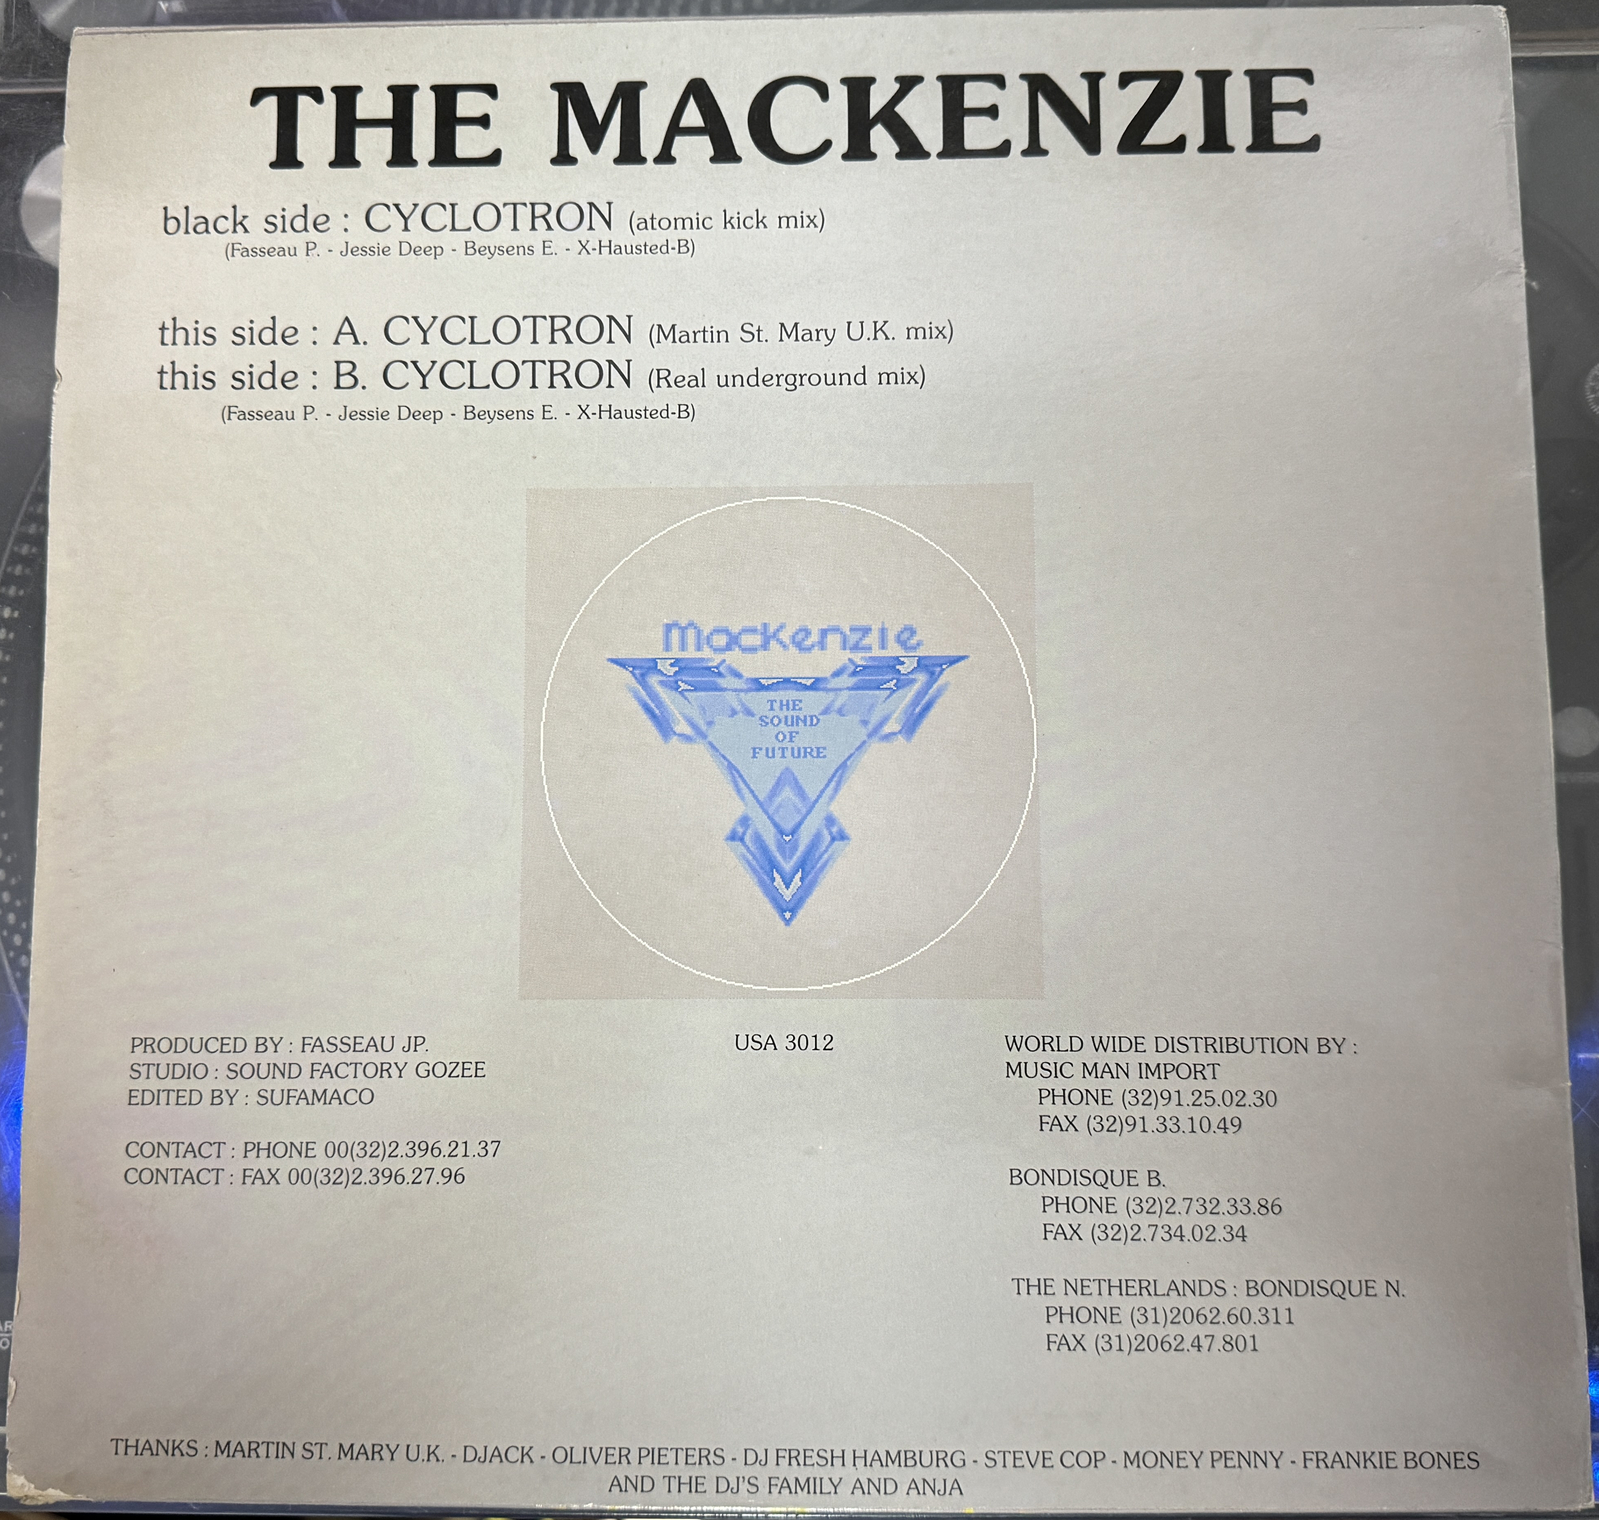 THE MACKENZIE
black side : CYCLOTRON (atomic kick mix)
(Fasseau P. - Jessie Deep - Beysens E. - X-Hausted-B)
this side : A. CYCLOTRON (Martin St. Mary U.K. mix)
this side : B. CYCLOTRON (Real underground mix)
(Fasseau P. - Jessie Deep - Beysens E. - X-Hausted-B)
Mackenzie
THE
SOUND
OF
FUTURE
PRODUCED BY : FASSEAU JP.
STUDIO : SOUND FACTORY GOZEE
EDITED BY : SUFAMACO
CONTACT : PHONE 00(32)2.396.21.37
CONTACT : FAX 00(32)2.396.27.96
USA 3012
WORLD WIDE DISTRIBUTION BY :
MUSIC MAN IMPORT
PHONE (32)91.25.02.30
FAX (32)91.33.10.49
BONDISQUE B.
PHONE (32)2.732.33.86
FAX (32)2.734.02.34
THE NETHERLANDS : BONDISQUE N.
PHONE (31)2062.60.311
FAX (31)2062.47.801
THANKS : MARTIN ST. MARY U.K. - DJACK - OLIVER PIETERS - DJ FRESH HAMBURG - STEVE COP - MONEY PENNY - FRANKIE BONES
AND THE DJ'S FAMILY AND ANJA